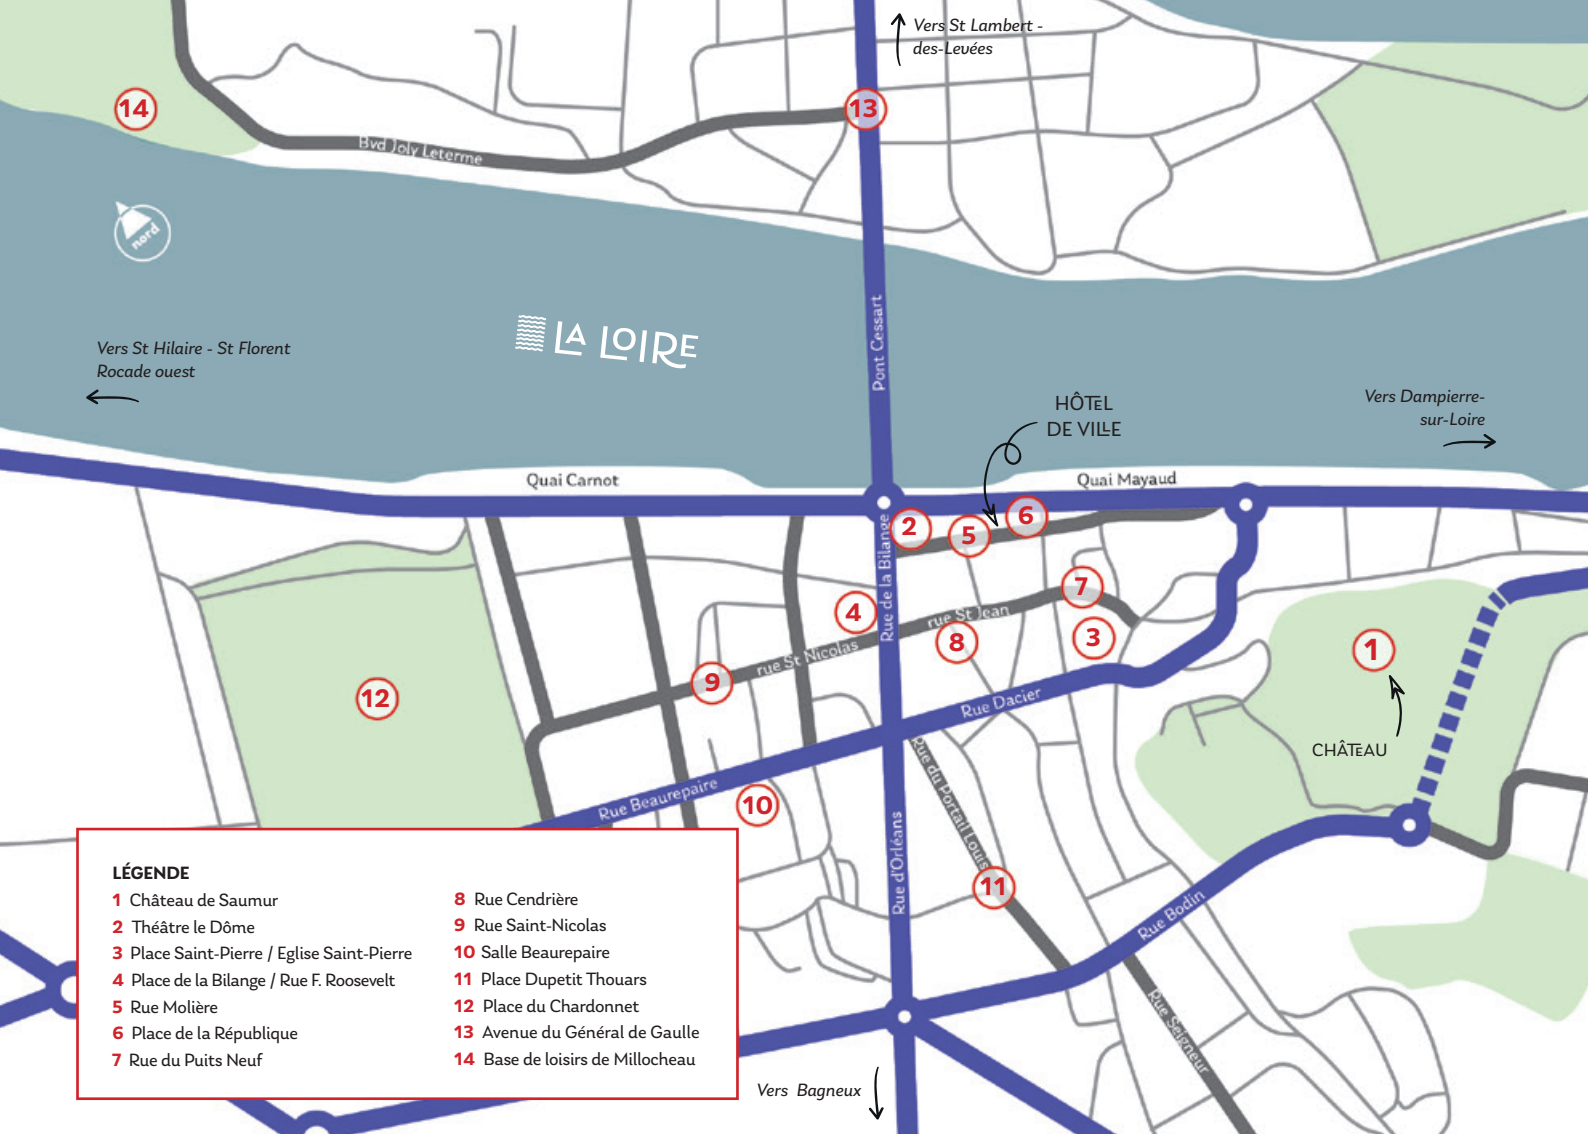 Vers St Lambert -
des-Levées
14
13
Bvd Joly Leterme
nord
LA LOIRE
Pont Cessart
Vers St Hilaire - St Florent
Rocade ouest
HÔTEL
DE VILLE
Vers Dampierre-
sur-Loire
Quai Carnot
Quai Mayaud
2
5
6
Rue de la Bilange
7
4
rue St Jean
8
3
rue St Nicolas
9
1
12
Rue Dacier
CHÂTEAU
Rue Beaurepaire
10
Rue du Portail Louis
Rue d'Orléans
11
Rue Bodin
Rue Seigneur
Vers Bagneux
LÉGENDE
1 Château de Saumur
2 Théâtre le Dôme
3 Place Saint-Pierre / Eglise Saint-Pierre
4 Place de la Bilange / Rue F. Roosevelt
5 Rue Molière
6 Place de la République
7 Rue du Puits Neuf
8 Rue Cendrière
9 Rue Saint-Nicolas
10 Salle Beaurepaire
11 Place Dupetit Thouars
12 Place du Chardonnet
13 Avenue du Général de Gaulle
14 Base de loisirs de Millocheau